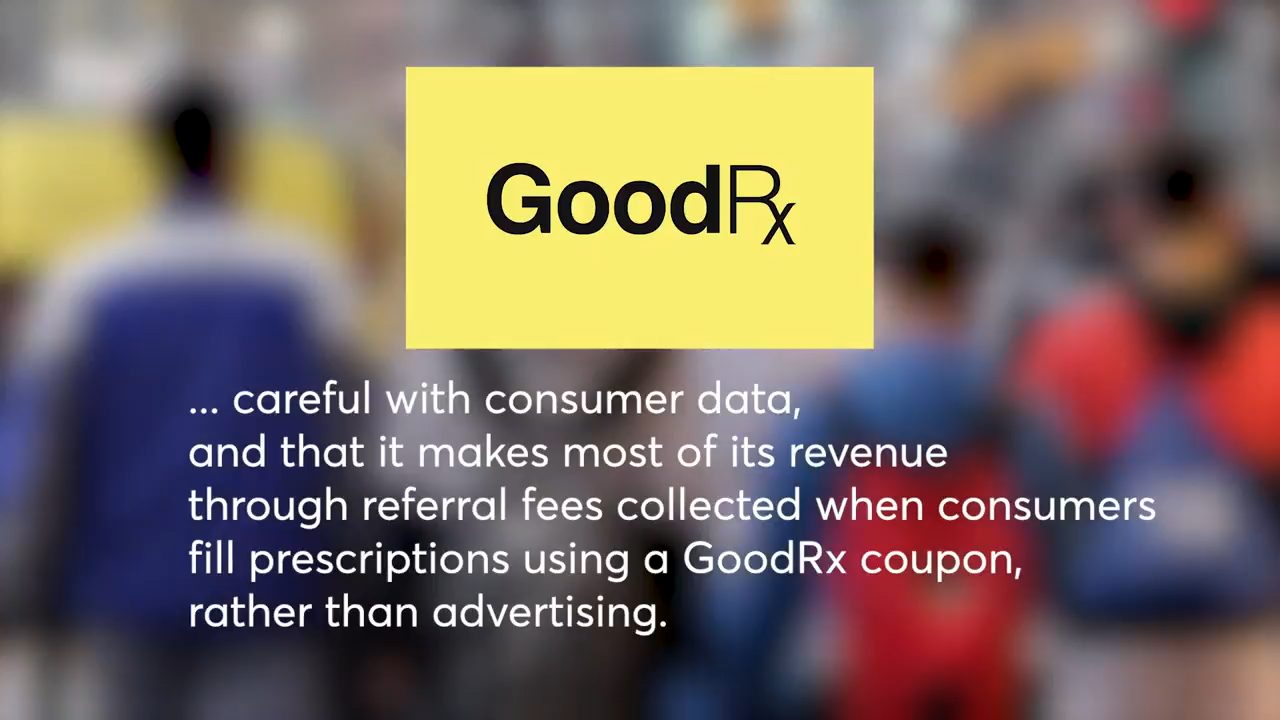 GoodRx
... careful with consumer data,
and that it makes most of its revenue
through referral fees collected when consumers
fill prescriptions using a GoodRx coupon,
rather than advertising.